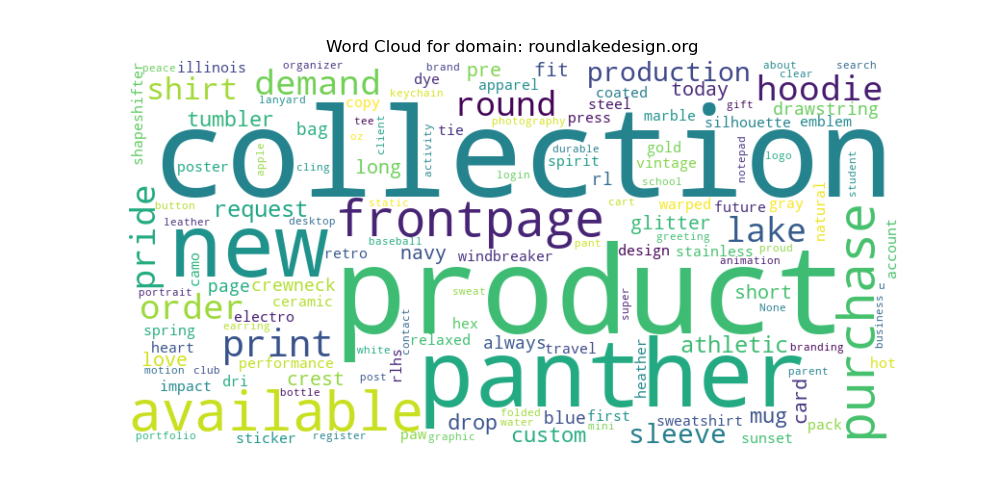 Word Cloud for domain: roundlakedesign.org
peace illinois organizer brand pre fit production about clear search
shirt demand dye apparel coated today hoodie
shapeshifter lanyard copy keychain round steel gift drawstring
tumbler bag tee oz client activity tie photography press marble silhouette emblem
collection
poster apple cling long login durable spirit rl gold vintage school notepad logo student
button static cart warped future gray natural
pride request leather desktop frontpage glitter greeting lake proud account
new retro baseball navy windbreaker pant design stainless animation purchase
camo page crewneck product
portrait ceramic sweat super short None business u
order electro hex
spring print contact relaxed always travel heather athletic branding hot
heart white
love performance rlhs panther
motion club impact dri crest post parent card
bottle
available drop folded water blue first mini sweatshirt mug pack
portfolio sticker register paw graphic custom sleeve sunset